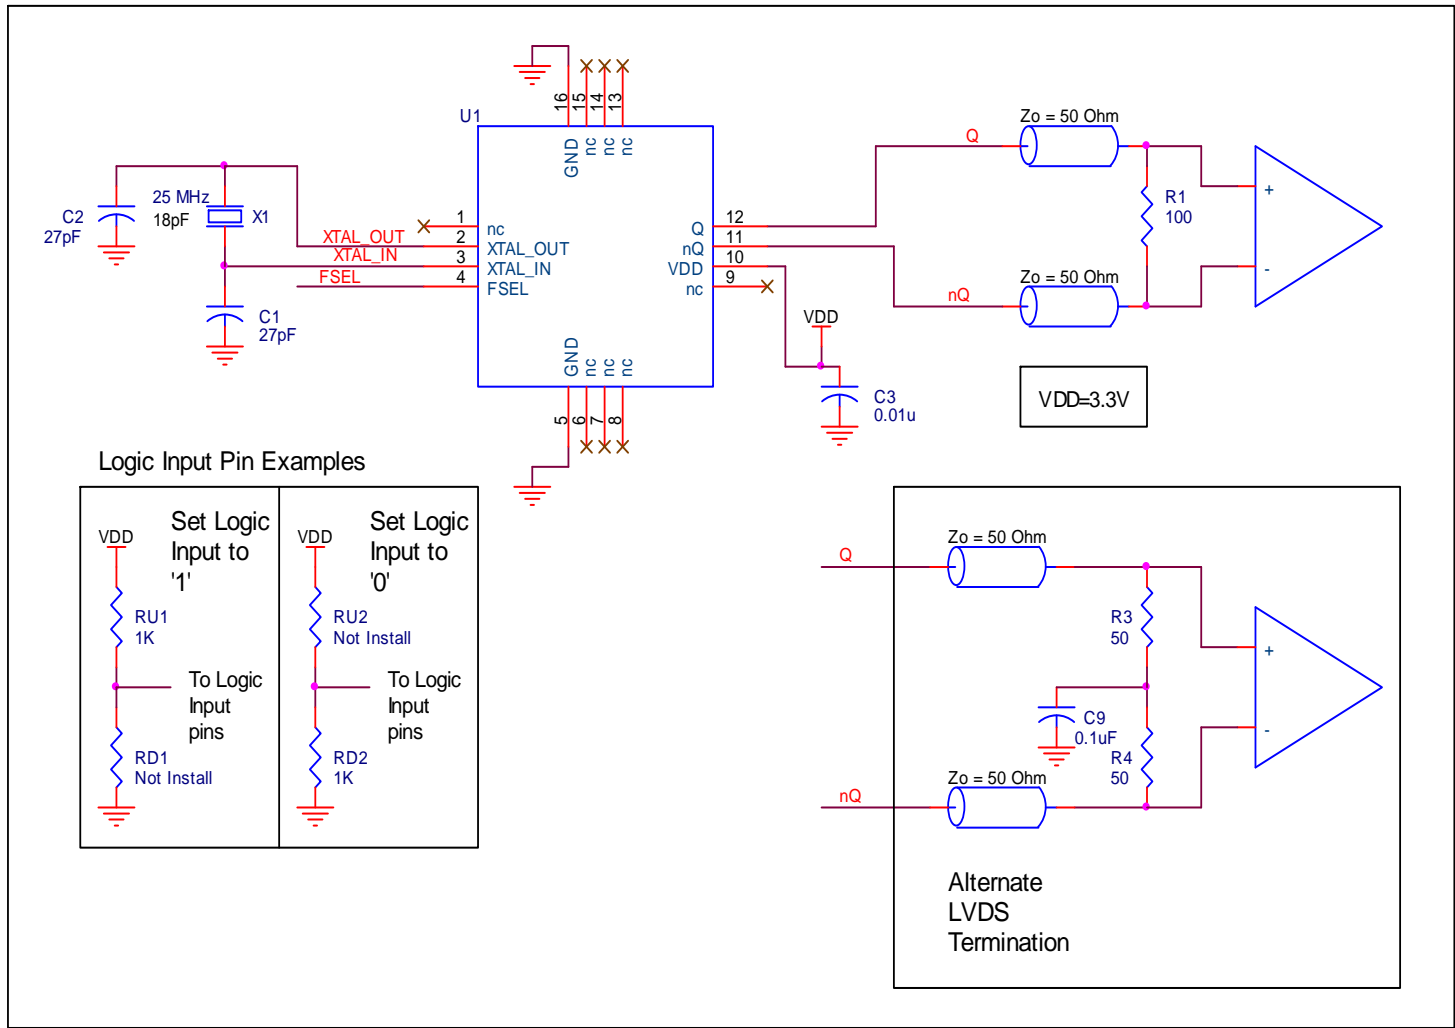 16
15
14
13
U1
GND
nc
nc
nc
Zo = 50 Ohm
Q
25 MHz
18pF
X1
C2
27pF
R1
100
+
1
nc
XTAL_OUT
2
XTAL_OUT
XTAL_IN
3
XTAL_IN
FSEL
4
FSEL
12
Q
11
nQ
10
VDD
9
nc
-
Zo = 50 Ohm
nQ
C1
27pF
VDD
GND
nc
nc
nc
5
6
7
8
C3
0.01u
VDD=3.3V
Logic Input Pin Examples
VDD
Set Logic
Input to
'1'
RU1
1K
To Logic
Input
pins
RD1
Not Install
VDD
Set Logic
Input to
'0'
RU2
Not Install
To Logic
Input
pins
RD2
1K
Zo = 50 Ohm
Q
R3
50
+
C9
0.1uF
-
R4
50
Zo = 50 Ohm
nQ
Alternate
LVDS
Termination